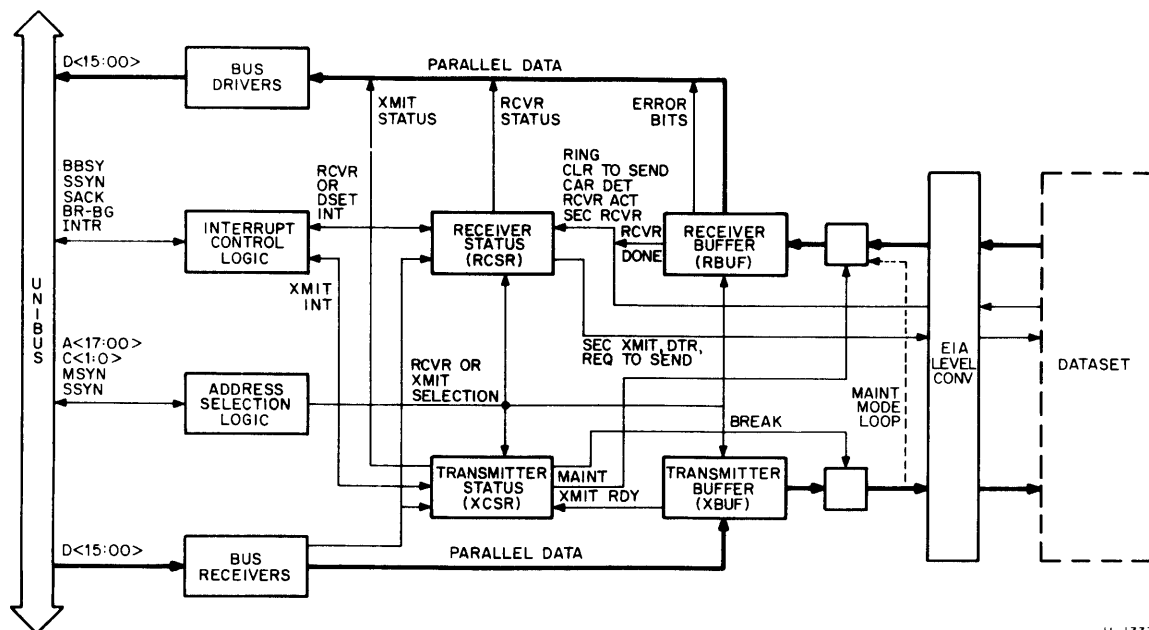 D<15:00>
BUS
DRIVERS
PARALLEL DATA
XMIT
STATUS
RCVR
STATUS
ERROR
BITS
BBSY
SSYN
SACK
BR-BG
INTR
INTERRUPT
CONTROL
LOGIC
RCVR
OR
DSET
INT
RECEIVER
STATUS
(RCSR)
RING
CLR TO SEND
CAR DET
RCVR ACT
SEC RCVR
RCVR
DONE
RECEIVER
BUFFER
(RBUF)
XMIT
INT
UNIBUS
A<17:00>
C<1:0>
MSYN
SSYN
ADDRESS
SELECTION
LOGIC
RCVR OR
XMIT
SELECTION
SEC XMIT, DTR,
REQ TO SEND
MAINT
MODE
LOOP
EIA
LEVEL
CONV
DATASET
BREAK
TRANSMITTER
STATUS
(XCSR)
MAINT
XMIT RDY
TRANSMITTER
BUFFER
(XBUF)
D<15:00>
BUS
RECEIVERS
PARALLEL DATA